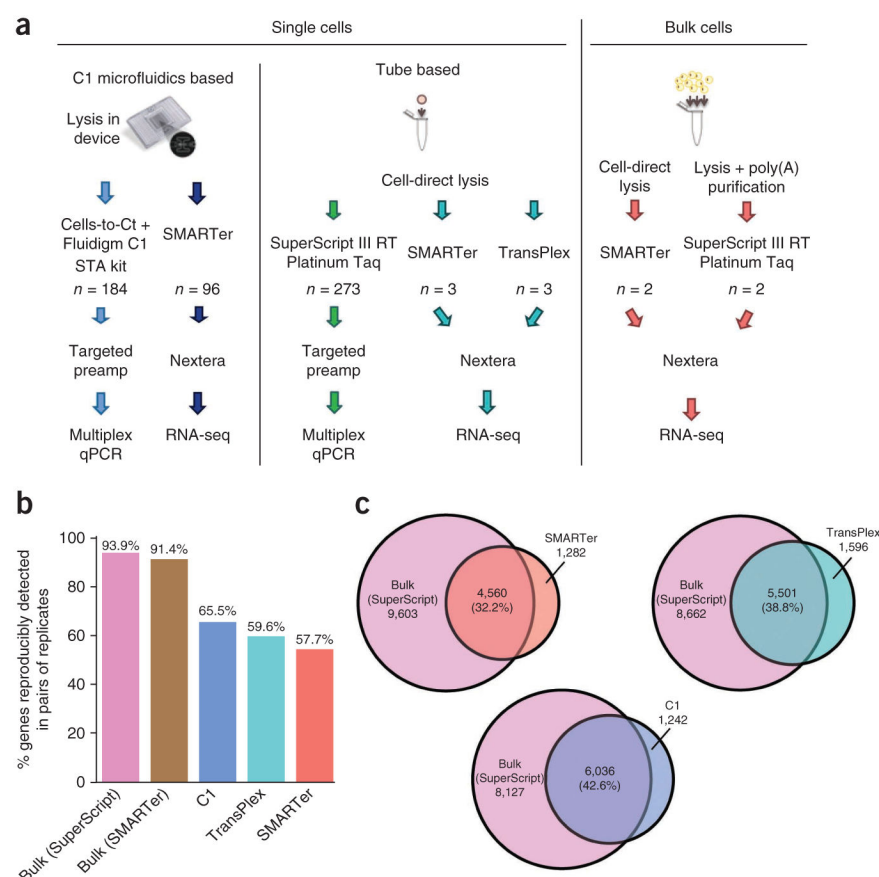 a
Single cells
Bulk cells
C1 microfluidics based
Tube based
Lysis in
device
Cell-direct lysis
Cell-direct
lysis
Lysis + poly(A)
purification
Cells-to-Ct +
Fluidigm C1
STA kit
SMARTer
SuperScript III RT
Platinum Taq
SMARTer
TransPlex
SMARTer
SuperScript III RT
Platinum Taq
n = 184
n = 96
n = 273
n = 3
n = 3
n = 2
n = 2
Targeted
preamp
Nextera
Targeted
preamp
Nextera
Nextera
Multiplex
qPCR
RNA-seq
Multiplex
qPCR
RNA-seq
RNA-seq
b
% genes reproducibly detected
in pairs of replicates
100
80
60
40
20
0
93.9%
91.4%
65.5%
59.6%
57.7%
Bulk (SuperScript)
Bulk (SMARTer)
C1
TransPlex
SMARTer
c
Bulk
(SuperScript)
9,603
4,560
(32.2%)
SMARTer
1,282
Bulk
(SuperScript)
8,662
5,501
(38.8%)
TransPlex
1,596
Bulk
(SuperScript)
8,127
6,036
(42.6%)
C1
1,242